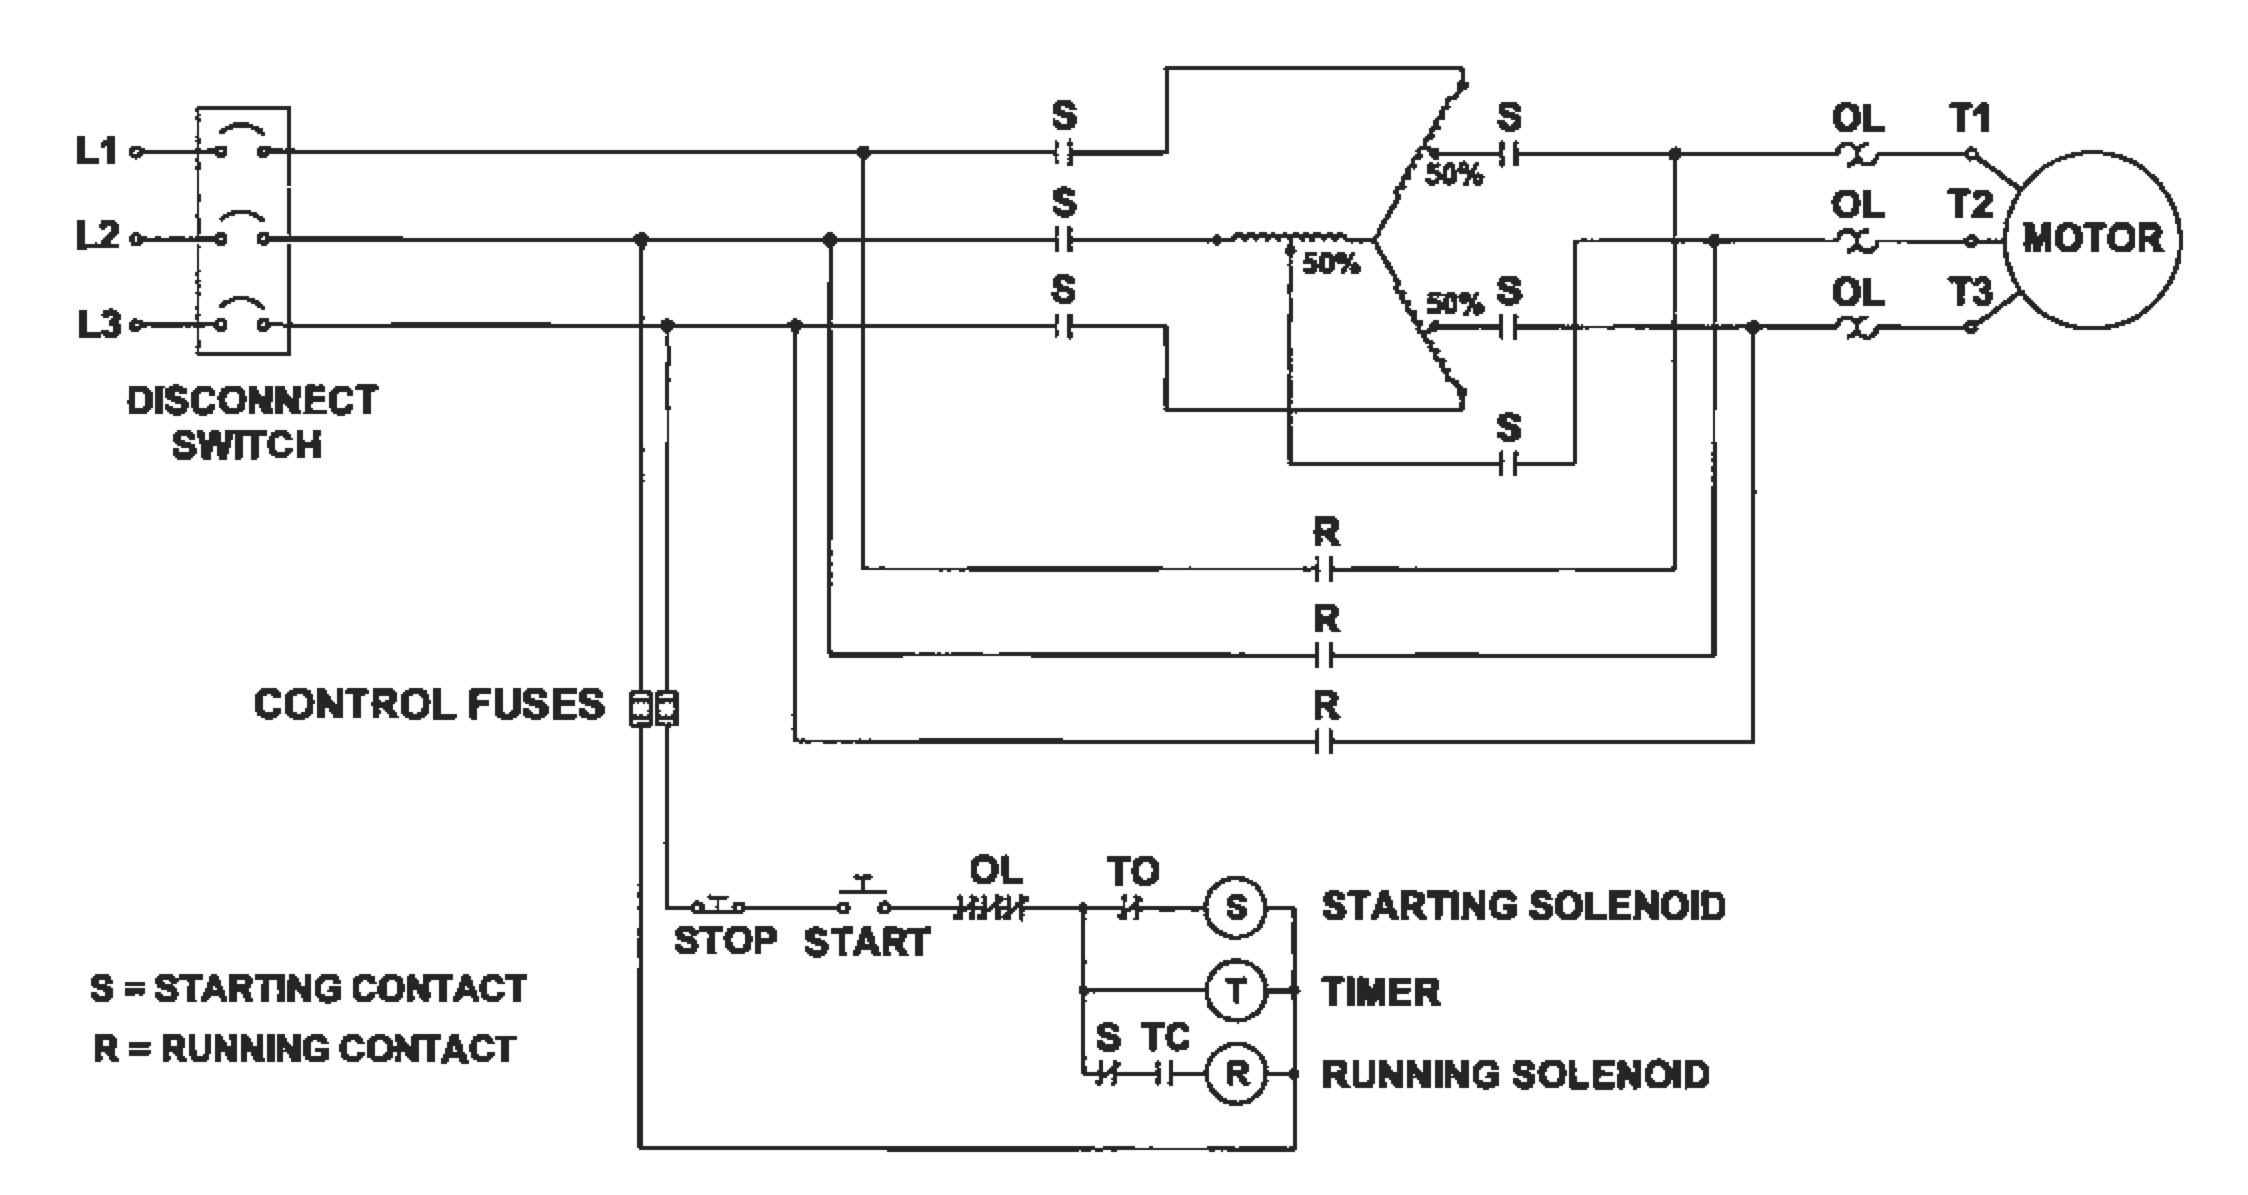 S
S
OL
T1
L1
50%
S
OL
T2
L2
MOTOR
50%
S
50%
S
OL
T3
L3
DISCONNECT
SWITCH
S
R
R
CONTROL FUSES
R
OL
TO
S
STARTING SOLENOID
STOP
START
T
TIMER
S = STARTING CONTACT
S
TC
R
RUNNING SOLENOID
R = RUNNING CONTACT